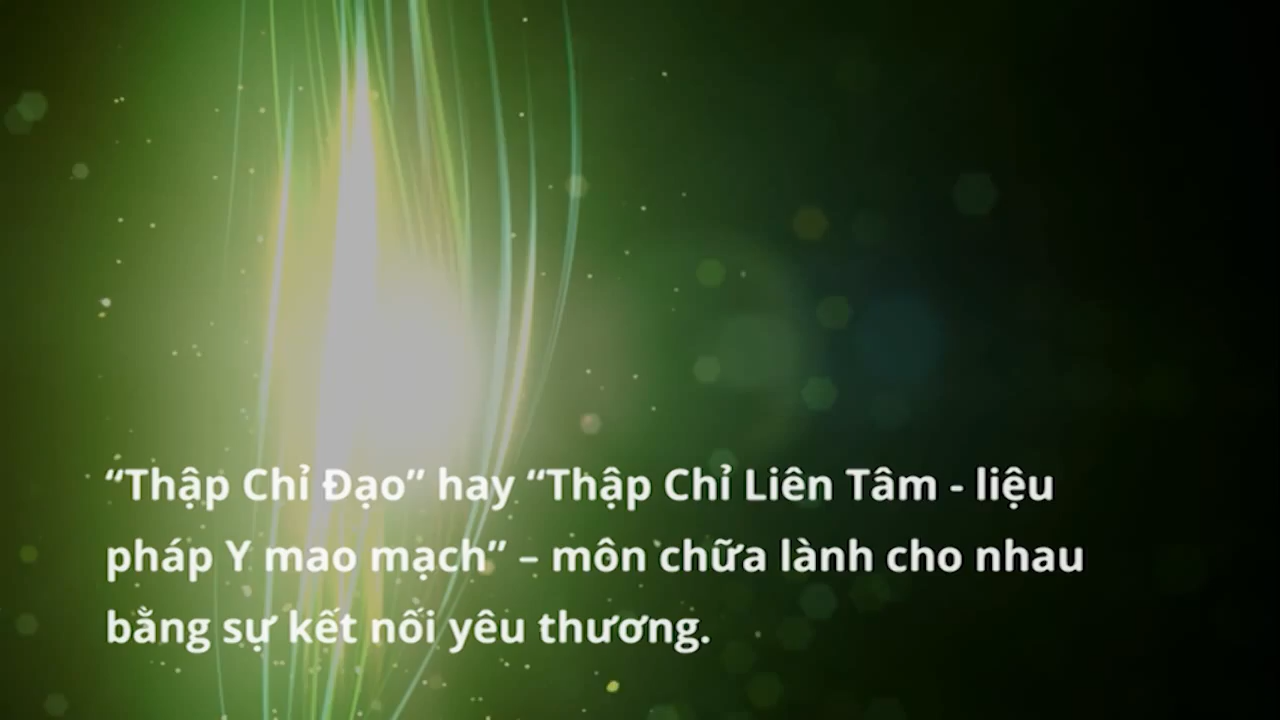 “Thập Chỉ Đạo” hay “Thập Chỉ Liên Tâm - liệu
pháp Y mao mạch” – môn chữa lành cho nhau
bằng sự kết nối yêu thương.